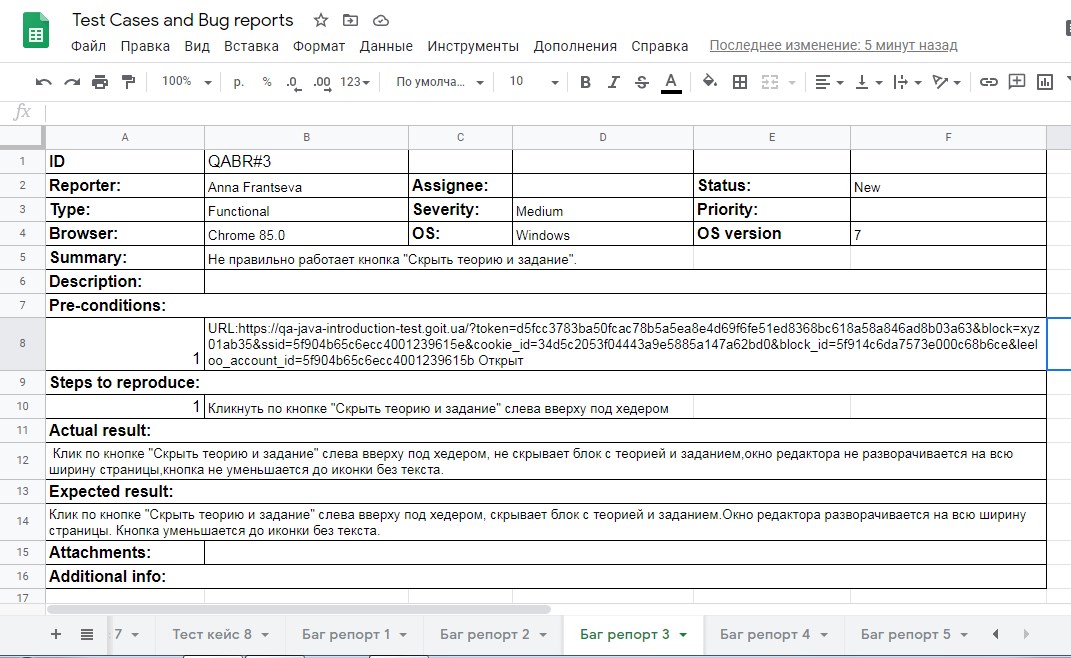 Test Cases and Bug reports
Файл Правка Вид Вставка Формат Данные Инструменты Дополнения Справка Последнее изменение: 5 минут назад
100% р. % .0 .00 123 По умолча... 10 B I S A
fx
A B C D E F
1 ID QABR#3
2 Reporter: Anna Frantseva Assignee: Status: New
3 Type: Functional Severity: Medium Priority:
4 Browser: Chrome 85.0 OS: Windows OS version 7
5 Summary: Не правильно работает кнопка "Скрыть теорию и задание".
6 Description:
7 Pre-conditions:
URL:https://qa-java-introduction-test.goit.ua/?token=d5fcc3783ba50fcac78b5a5ea8e4d69f6fe51ed8368bc618a58a846ad8b03a63&block=xyz
8 01ab35&ssid=5f904b65c6ecc4001239615e&cookie_id=34d5c2053f04443a9e5885a147a62bd0&block_id=5f914c6da7573e000c68b6ce&leel
1 oo_account_id=5f904b65c6ecc4001239615b Открыт
9 Steps to reproduce:
10 1 Кликнуть по кнопке "Скрыть теорию и задание" слева вверху под хедером
11 Actual result:
12 Клик по кнопке "Скрыть теорию и задание" слева вверху под хедером, не скрывает блок с теорией и заданием,окно редактора не разворачивается на всю
ширину страницы,кнопка не уменьшается до иконки без текста.
13 Expected result:
14 Клик по кнопке "Скрыть теорию и задание" слева вверху под хедером, скрывает блок с теорией и заданием.Окно редактора разворачивается на всю ширину
страницы. Кнопка уменьшается до иконки без текста.
15 Attachments:
16 Additional info:
17
7 Тест кейс 8 Баг репорт 1 Баг репорт 2 Баг репорт 3 Баг репорт 4 Баг репорт 5